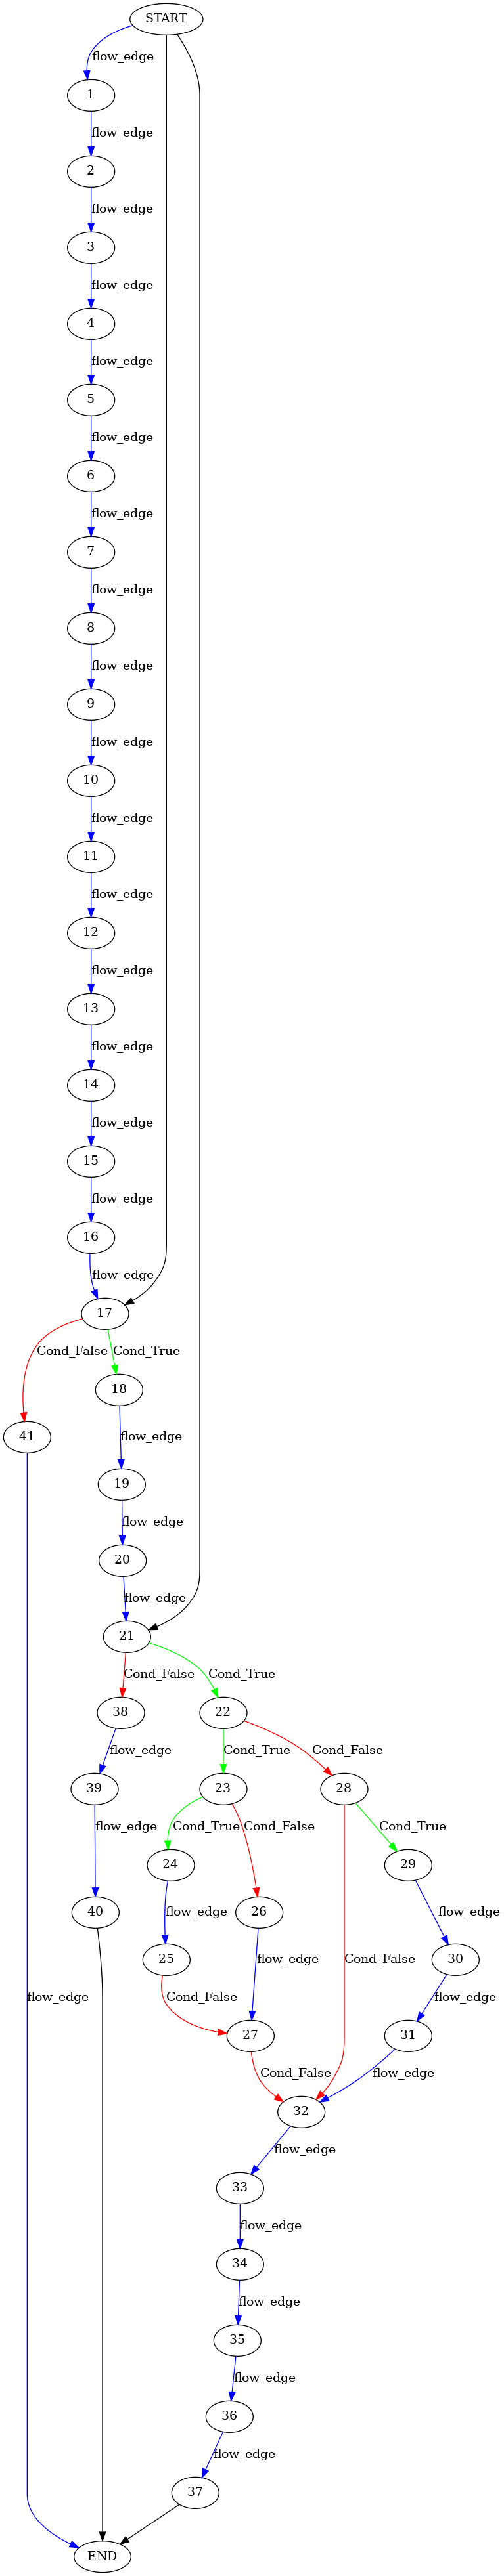 START
flow_edge
1
flow_edge
2
flow_edge
3
flow_edge
4
flow_edge
5
flow_edge
6
flow_edge
7
flow_edge
8
flow_edge
9
flow_edge
10
flow_edge
11
flow_edge
12
flow_edge
13
flow_edge
14
flow_edge
15
flow_edge
16
flow_edge
17
Cond_False Cond_True
18
41 flow_edge
19
flow_edge
20
flow_edge
21
Cond_False Cond_True
38 22
flow_edge Cond_True Cond_False
39 23 28
flow_edge Cond_True Cond_False Cond_True
24 29
40 26 flow_edge flow_edge
25 30
flow_edge Cond_False flow_edge Cond_False flow_edge
27 31
Cond_False flow_edge
32
flow_edge
33
flow_edge
34
flow_edge
35
flow_edge
36
flow_edge
37
END